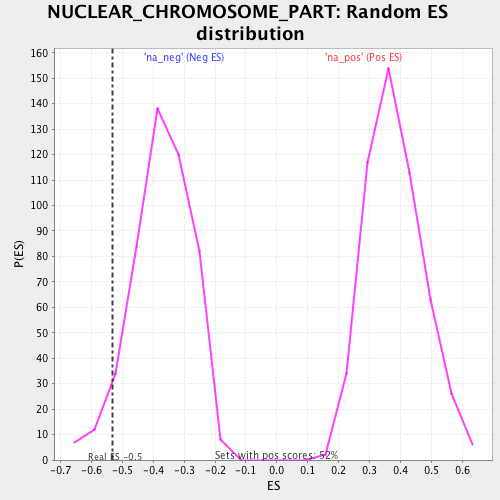 NUCLEAR_CHROMOSOME_PART: Random ES
distribution
'na_neg' (Neg ES)
'na_pos' (Pos ES)
P(ES)
160
150
140
130
120
110
100
90
80
70
60
50
40
30
20
10
0
Real ES -0.5
Sets with pos scores: 52%
-0.7 -0.6 -0.5 -0.4 -0.3 -0.2 -0.1 0.0 0.1 0.2 0.3 0.4 0.5 0.6
ES